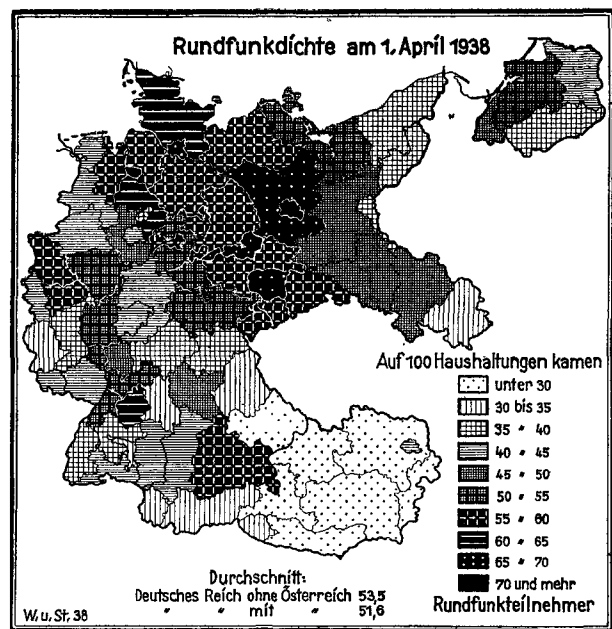 Rundfunkdichte am 1. April 1938
Auf 100 Haushaltungen kamen
unter 30
30 bis 35
35 " 40
40 " 45
45 " 50
50 " 55
55 " 60
60 " 65
65 " 70
70 und mehr
Rundfunkteilnehmer
Durchschnitt:
Deutsches Reich ohne Österreich 53,5
" " mit " 51,6
W. u. St. 38